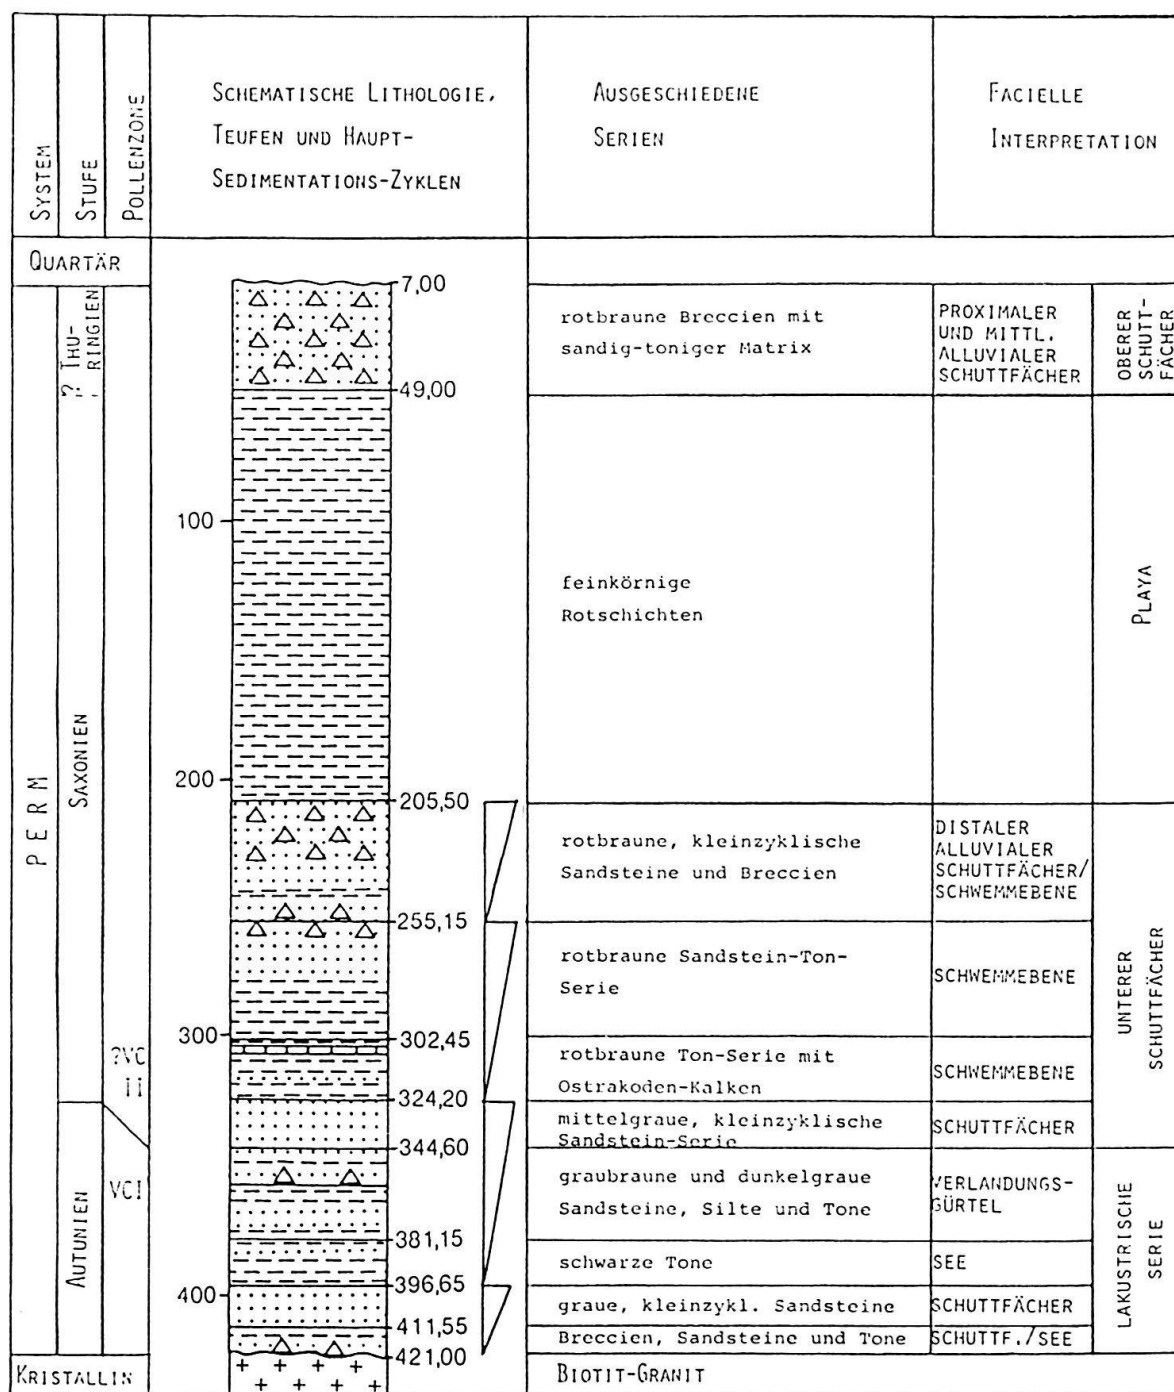 SYSTEM
STUFE
POLLENZONE
SCHEMATISCHE LITHOLOGIE,
TEUFEN UND HAUPT-
SEDIMENTATIONS-ZYKLEN
AUSGESCHIEDENE
SERIEN
FACIELLE
INTERPRETATION
QUARTÄR
PERM
? THU-
RINGIEN
SAXONIEN
AUTUNIEN
?VC
II
VCI
7,00
49,00
100
200
205,50
255,15
300
302,45
324,20
344,60
381,15
396,65
400
411,55
421,00
rotbraune Breccien mit
sandig-toniger Matrix
PROXIMALER
UND MITTL.
ALLUVIALER
SCHUTTFÄCHER
OBERER
SCHUTT-
FÄCHER
feinkörnige
Rotschichten
PLAYA
rotbraune, kleinzyklische
Sandsteine und Breccien
DISTALER
ALLUVIALER
SCHUTTFÄCHER/
SCHWEMMEBENE
rotbraune Sandstein-Ton-
Serie
SCHWEMMEBENE
rotbraune Ton-Serie mit
Ostrakoden-Kalken
SCHWEMMEBENE
mittelgraue, kleinzyklische
Sandstein-Serie
SCHUTTFÄCHER
UNTERER
SCHUTTFÄCHER
graubraune und dunkelgraue
Sandsteine, Silte und Tone
VERLANDUNGS-
GÜRTEL
schwarze Tone
SEE
graue, kleinzykl. Sandsteine
SCHUTTFÄCHER
Breccien, Sandsteine und Tone
SCHUTTF./SEE
LAKUSTRISCHE
SERIE
KRISTALLIN
BIOTIT-GRANIT